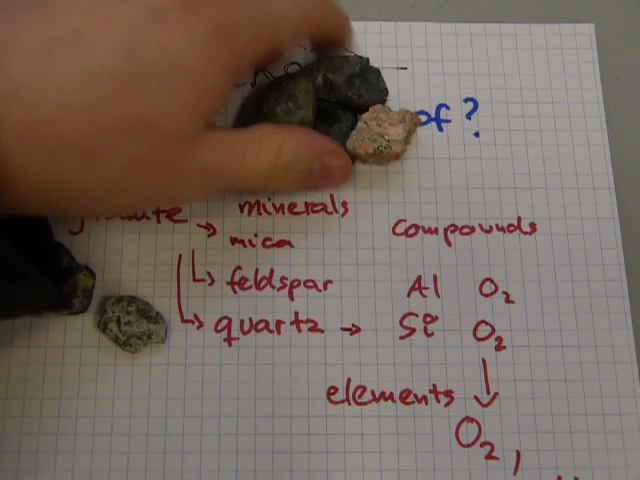 of?
minerals
mica
compounds
feldspar Al O₂
quartz → Si O₂
elements
O₂,